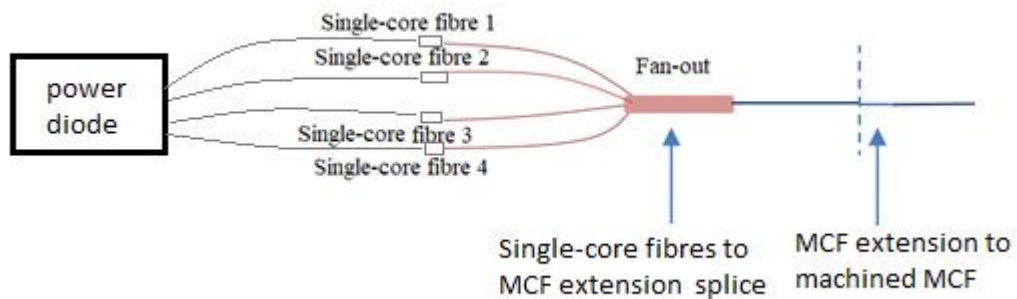 Single-core fibre 1
Single-core fibre 2
Fan-out
power
diode
Single-core fibre 3
Single-core fibre 4
Single-core fibres to
MCF extension splice
MCF extension to
machined MCF